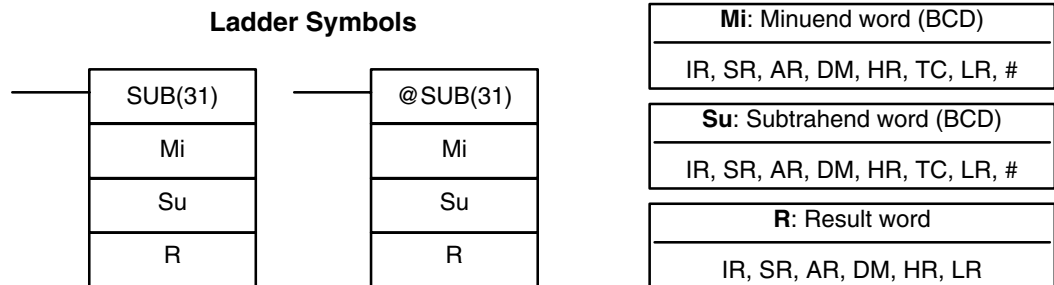 Ladder Symbols
SUB(31)
Mi
Su
R
@SUB(31)
Mi
Su
R
Mi: Minuend word (BCD)
IR, SR, AR, DM, HR, TC, LR, #
Su: Subtrahend word (BCD)
IR, SR, AR, DM, HR, TC, LR, #
R: Result word
IR, SR, AR, DM, HR, LR